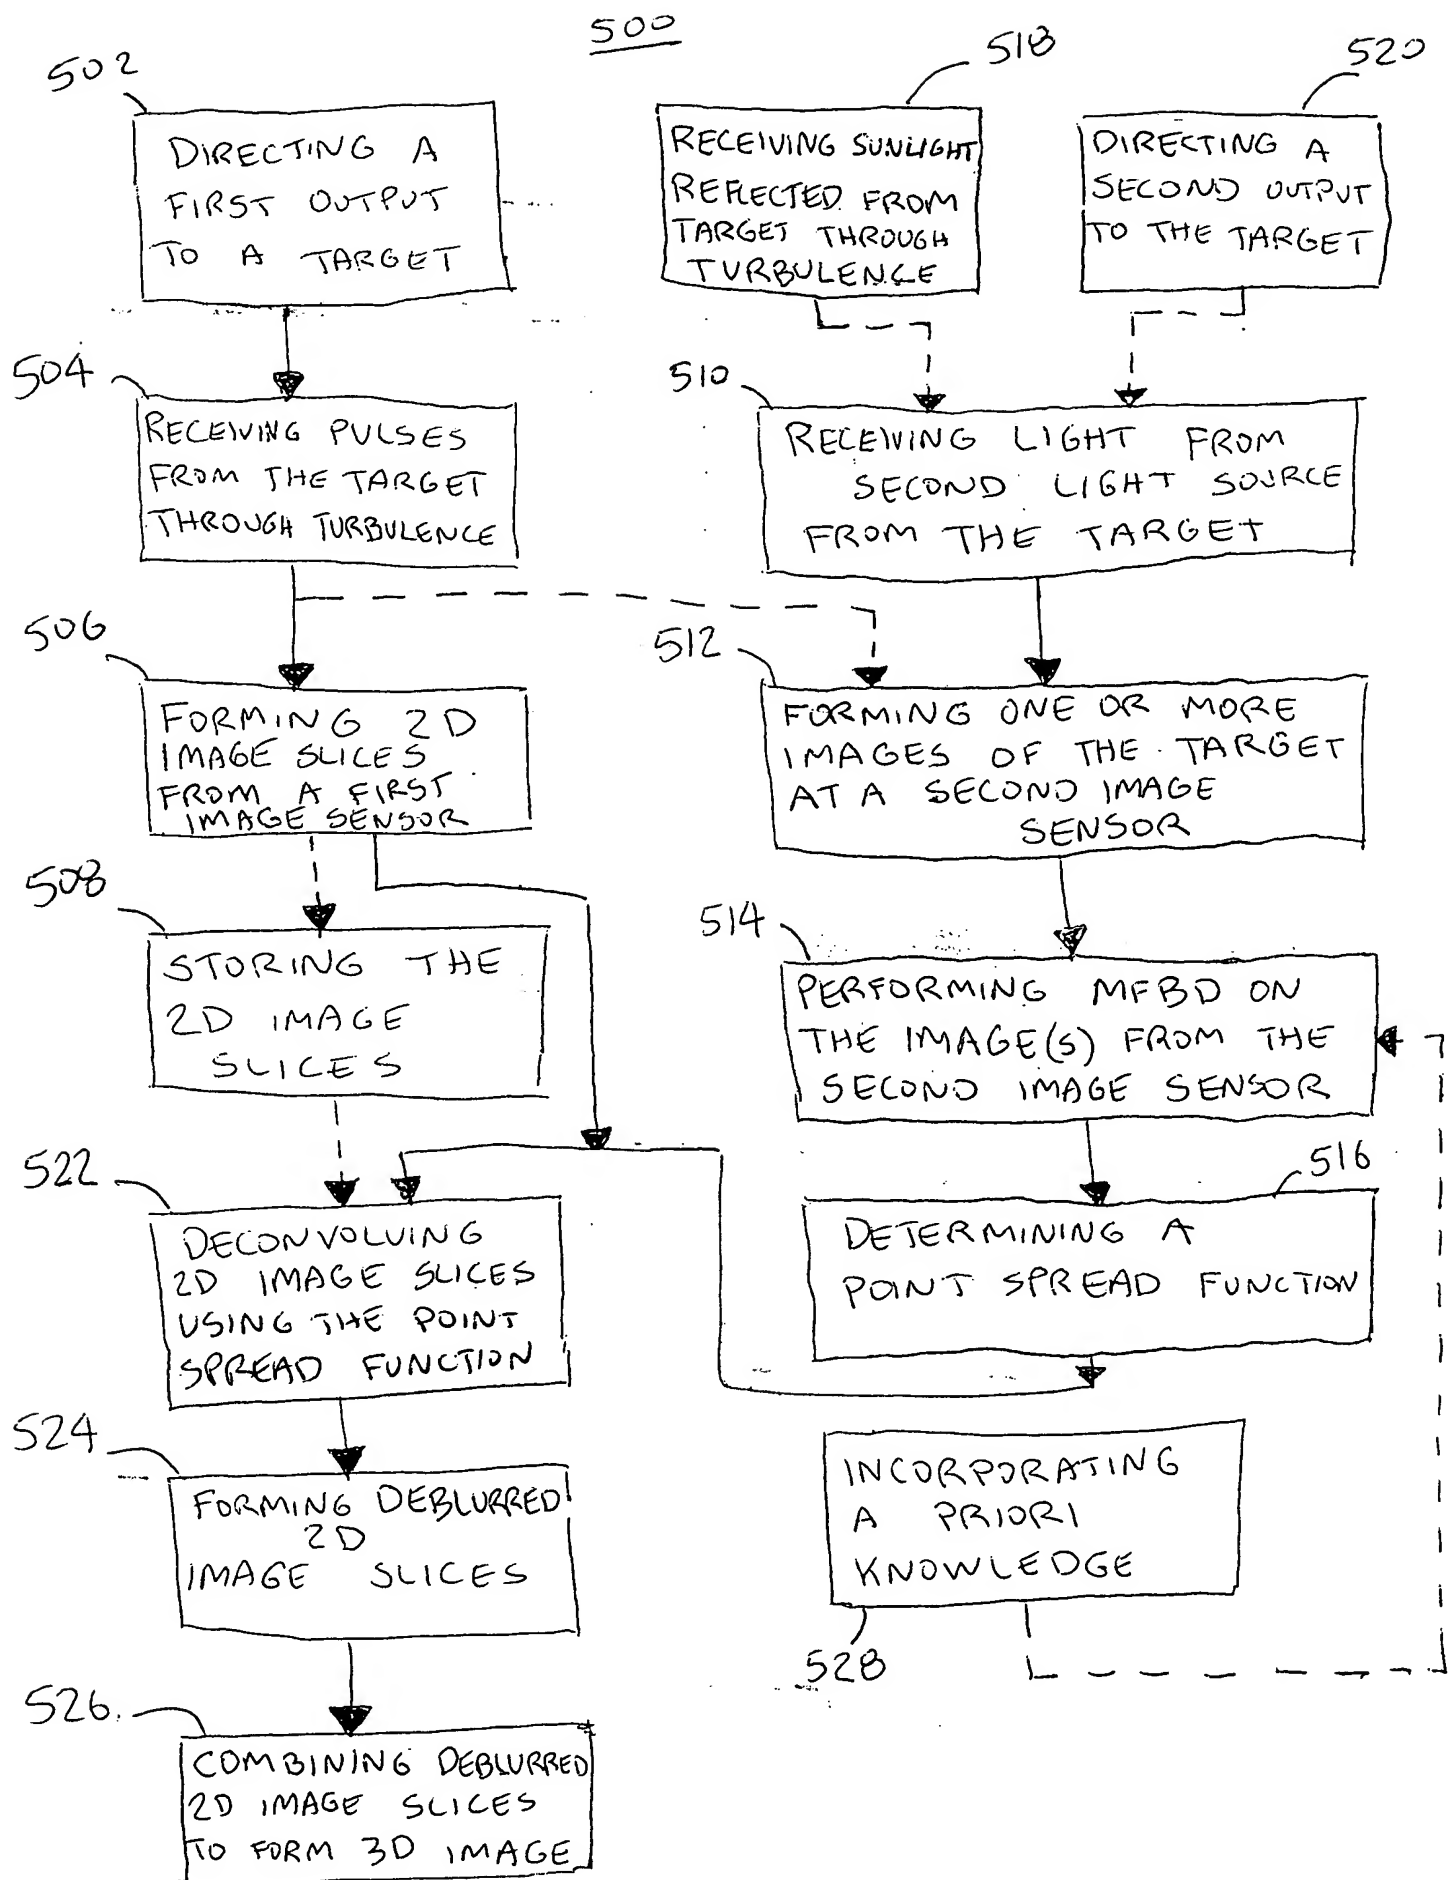 500
502
DIRECTING A
FIRST OUTPUT
TO A TARGET
518
RECEIVING SUNLIGHT
REFLECTED FROM
TARGET THROUGH
TURBULENCE
520
DIRECTING A
SECOND OUTPUT
TO THE TARGET
504
RECEIVING PULSES
FROM THE TARGET
THROUGH TURBULENCE
510
RECEIVING LIGHT FROM
SECOND LIGHT SOURCE
FROM THE TARGET
506
FORMING 2D
IMAGE SLICES
FROM A FIRST
IMAGE SENSOR
512
FORMING ONE OR MORE
IMAGES OF THE TARGET
AT A SECOND IMAGE
SENSOR
508
STORING THE
2D IMAGE
SLICES
514
PERFORMING MFBD ON
THE IMAGE(S) FROM THE
SECOND IMAGE SENSOR
522
DECONVOLVING
2D IMAGE SLICES
USING THE POINT
SPREAD FUNCTION
516
DETERMINING A
POINT SPREAD FUNCTION
524
FORMING DEBLURRED
2D
IMAGE SLICES
INCORPORATING
A PRIORI
KNOWLEDGE
528
526
COMBINING DEBLURRED
2D IMAGE SLICES
TO FORM 3D IMAGE